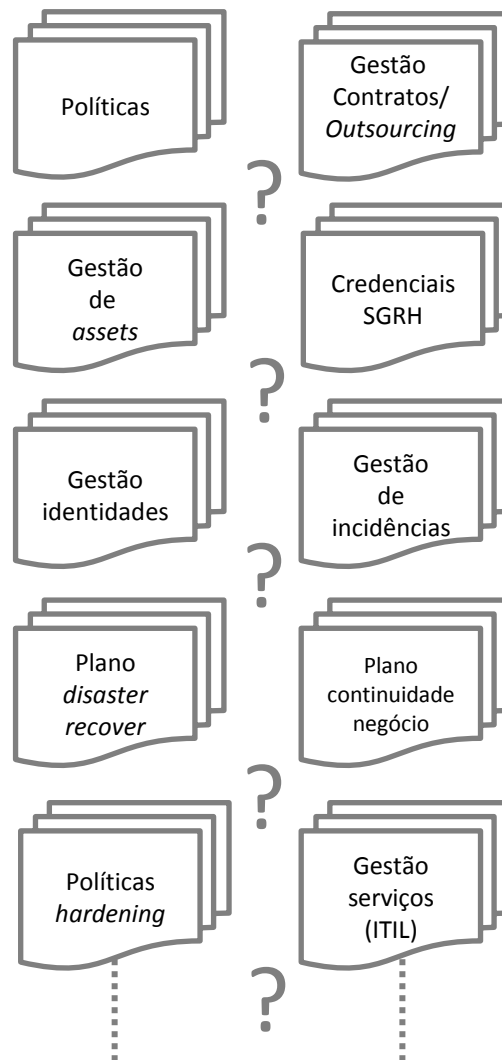 Políticas
Gestão
Contratos/
Outsourcing
?
Gestão
de
assets
Credenciais
SGRH
?
Gestão
identidades
Gestão
de
incidências
?
Plano
disaster
recover
Plano
continuidade
negócio
?
Políticas
hardening
Gestão
serviços
(ITIL)
?